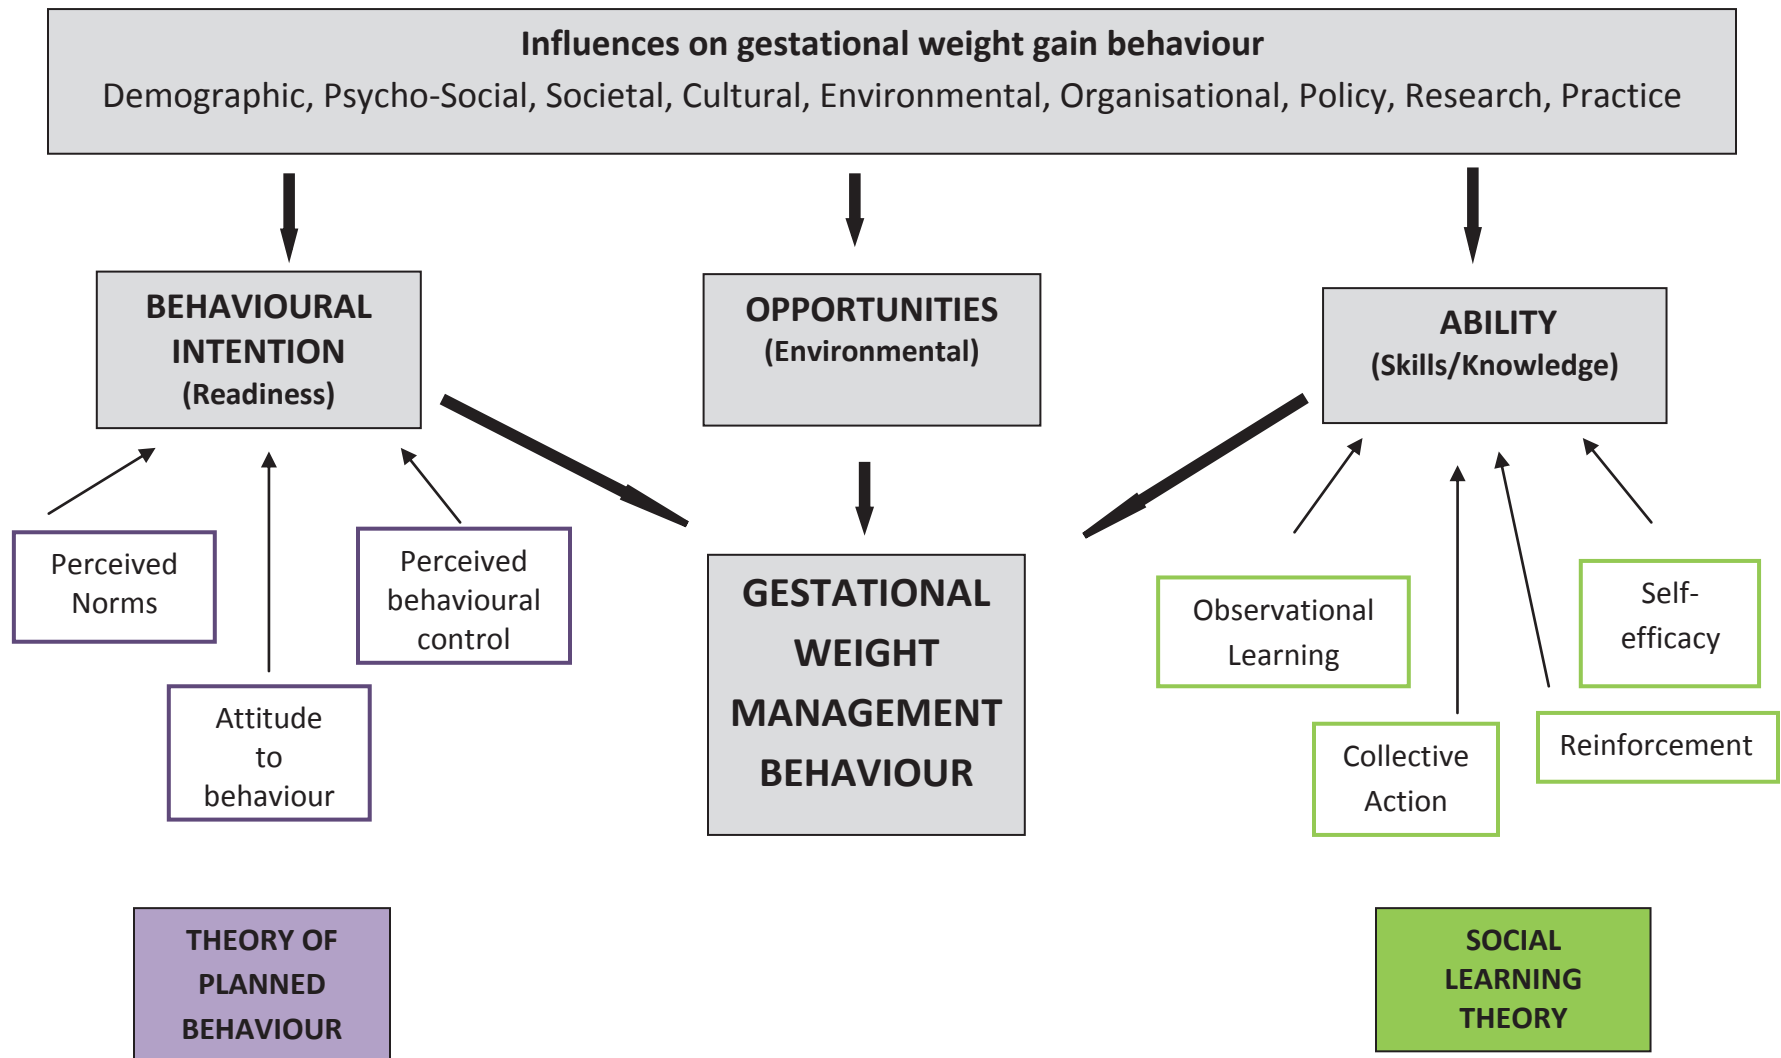 Influences on gestational weight gain behaviour
Demographic, Psycho-Social, Societal, Cultural, Environmental, Organisational, Policy, Research, Practice
BEHAVIOURAL
INTENTION
(Readiness)
OPPORTUNITIES
(Environmental)
ABILITY
(Skills/Knowledge)
Perceived
Norms
Attitude
to
behaviour
Perceived
behavioural
control
GESTATIONAL
WEIGHT
MANAGEMENT
BEHAVIOUR
Observational
Learning
Collective
Action
Reinforcement
Self-
efficacy
THEORY OF
PLANNED
BEHAVIOUR
SOCIAL
LEARNING
THEORY